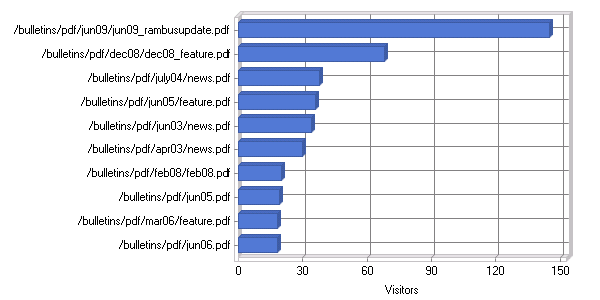 /bulletins/pdf/jun09/jun09_rambusupdate.pdf
/bulletins/pdf/dec08/dec08_feature.pdf
/bulletins/pdf/july04/news.pdf
/bulletins/pdf/jun05/feature.pdf
/bulletins/pdf/jun03/news.pdf
/bulletins/pdf/apr03/news.pdf
/bulletins/pdf/feb08/feb08.pdf
/bulletins/pdf/jun05.pdf
/bulletins/pdf/mar06/feature.pdf
/bulletins/pdf/jun06.pdf
0 30 60 90 120 150
Visitors